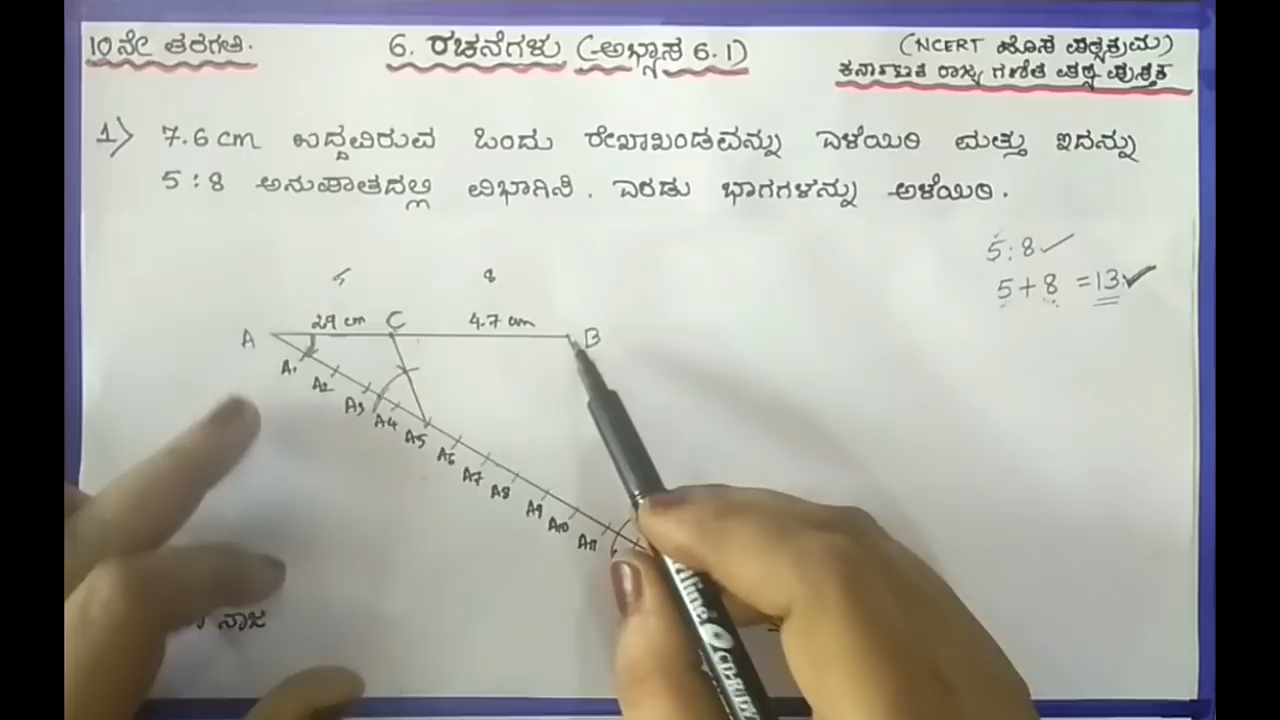 10ನೇ ತರಗತಿ.
6. ರಚನೆಗಳು (ಅಭ್ಯಾಸ 6.1)
(NCERT ಹೊಸ ಪಠ್ಯಕ್ರಮ)
ಕರ್ನಾಟಕ ರಾಜ್ಯ ಗಣಿತ ಪಠ್ಯ ಪುಸ್ತಕ
1) 7.6 cm ಉದ್ದವಿರುವ ಒಂದು ರೇಖಾಖಂಡವನ್ನು ಎಳೆಯಿರಿ ಮತ್ತು ಇದನ್ನು
5:8 ಅನುಪಾತದಲ್ಲಿ ವಿಭಾಗಿಸಿ. ಎರಡು ಭಾಗಗಳನ್ನು ಅಳೆಯಿರಿ.
5:8 ✓
5+8 =13 ✓
5 8
A 2.9 cm C 4.7 cm B
A1
A2
A3
A4
A5
A6
A7
A8
A9
A10
A11
ನಾಜ